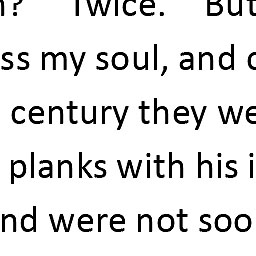 ? Twice. But
ss my soul, and
century they we
planks with his i
nd were not soo